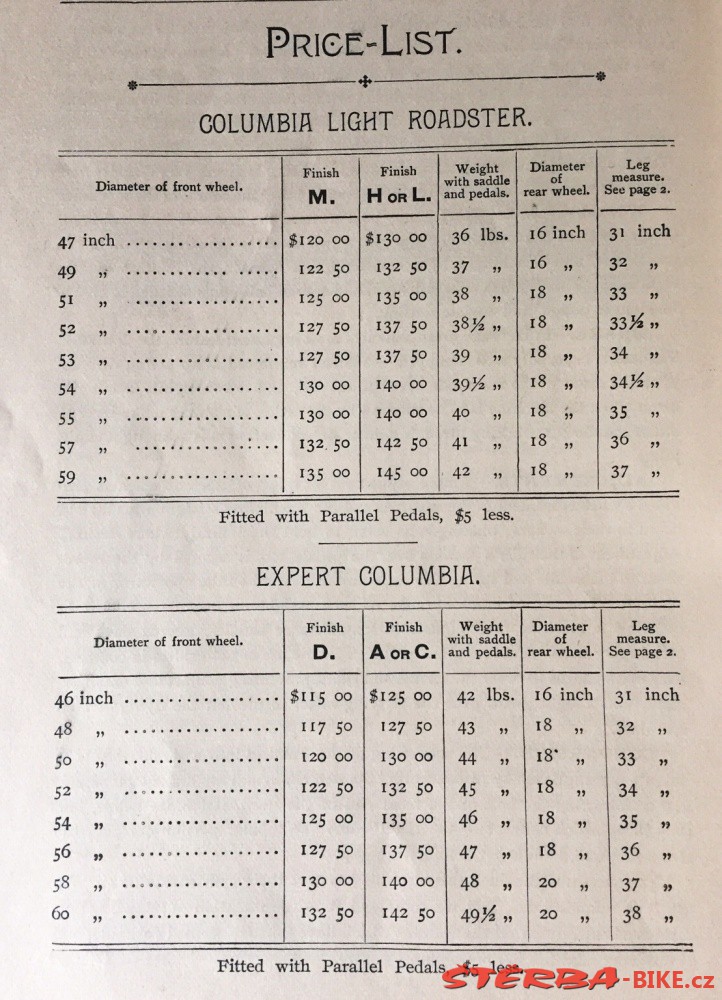 PRICE-LIST.
COLUMBIA LIGHT ROADSTER.
Diameter of front wheel. Finish M. Finish H OR L. Weight with saddle and pedals. Diameter of rear wheel. Leg measure. See page 2.
47 inch .................. $120 00 $130 00 36 lbs. 16 inch 31 inch
49 „ .................. 122 50 132 50 37 „ 16 „ 32 „
51 „ .................. 125 00 135 00 38 „ 18 „ 33 „
52 „ .................. 127 50 137 50 38½ „ 18 „ 33½ „
53 „ .................. 127 50 137 50 39 „ 18 „ 34 „
54 „ .................. 130 00 140 00 39½ „ 18 „ 34½ „
55 „ .................. 130 00 140 00 40 „ 18 „ 35 „
57 „ .................. 132 50 142 50 41 „ 18 „ 36 „
59 „ .................. 135 00 145 00 42 „ 18 „ 37 „
Fitted with Parallel Pedals, $5 less.
EXPERT COLUMBIA.
Diameter of front wheel. Finish D. Finish A OR C. Weight with saddle and pedals. Diameter of rear wheel. Leg measure. See page 2.
46 inch .................. $115 00 $125 00 42 lbs. 16 inch 31 inch
48 „ .................. 117 50 127 50 43 „ 18 „ 32 „
50 „ .................. 120 00 130 00 44 „ 18 „ 33 „
52 „ .................. 122 50 132 50 45 „ 18 „ 34 „
54 „ .................. 125 00 135 00 46 „ 18 „ 35 „
56 „ .................. 127 50 137 50 47 „ 18 „ 36 „
58 „ .................. 130 00 140 00 48 „ 20 „ 37 „
60 „ .................. 132 50 142 50 49½ „ 20 „ 38 „
Fitted with Parallel Pedals, $5 less.
STERBA-BIKE.cz